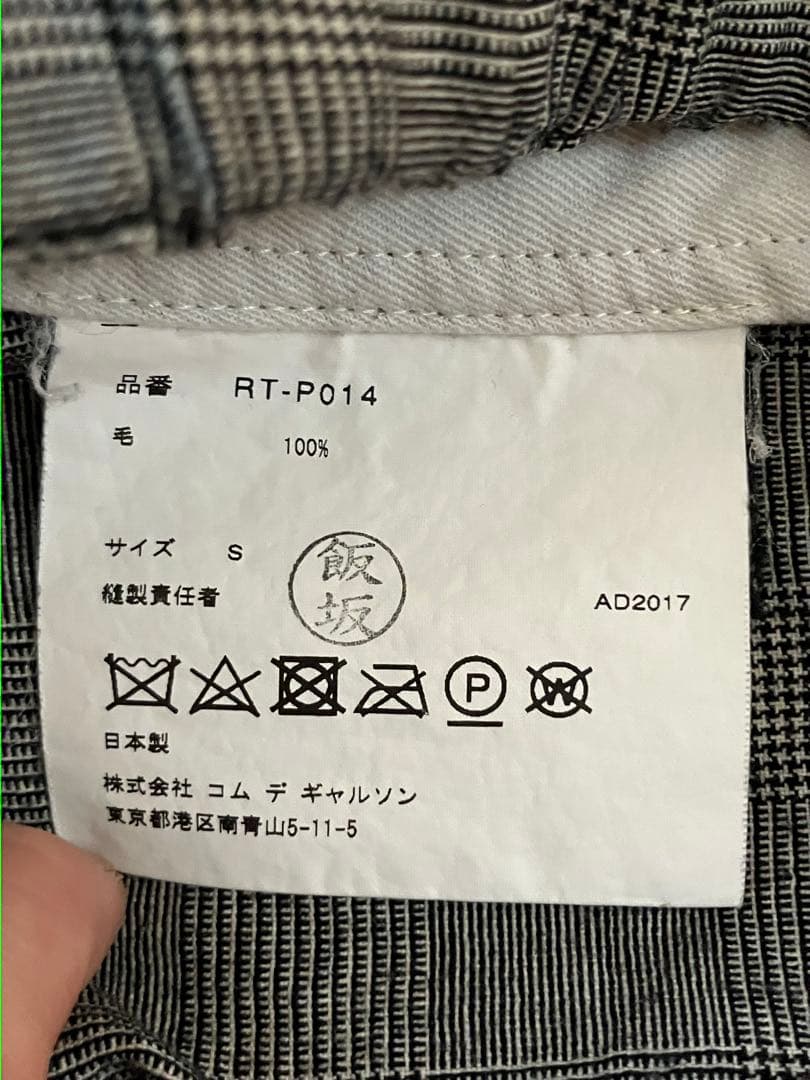 品番 RT-P014
毛 100%
サイズ S
飯坂
縫製責任者 AD2017
P W
日本製
株式会社 コム デ ギャルソン
東京都港区南青山5-11-5